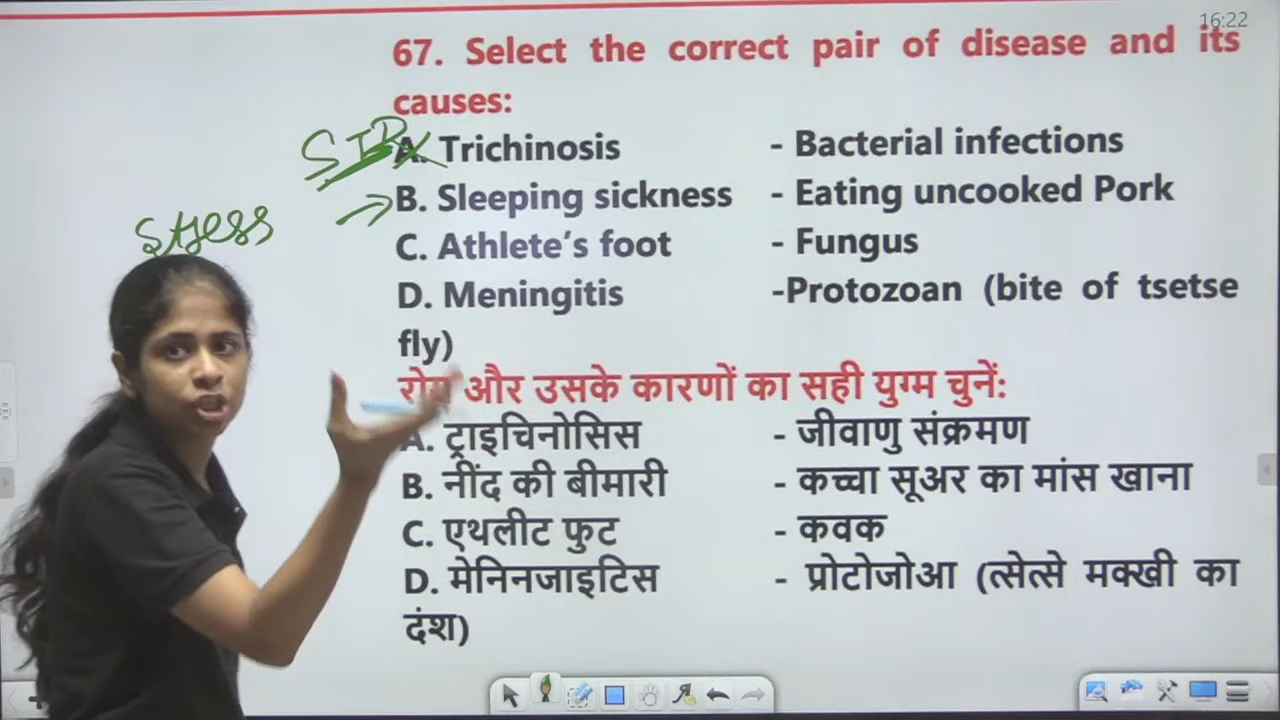 16:22
67. Select the correct pair of disease and its
causes:
A. Trichinosis - Bacterial infections
B. Sleeping sickness - Eating uncooked Pork
C. Athlete’s foot - Fungus
D. Meningitis -Protozoan (bite of tsetse
fly)
रोग और उसके कारणों का सही युग्म चुनें:
A. ट्राइचिनोसिस - जीवाणु संक्रमण
B. नींद की बीमारी - कच्चा सूअर का मांस खाना
C. एथलीट फुट - कवक
D. मेनिनजाइटिस - प्रोटोजोआ (त्सेत्से मक्खी का
दंश)